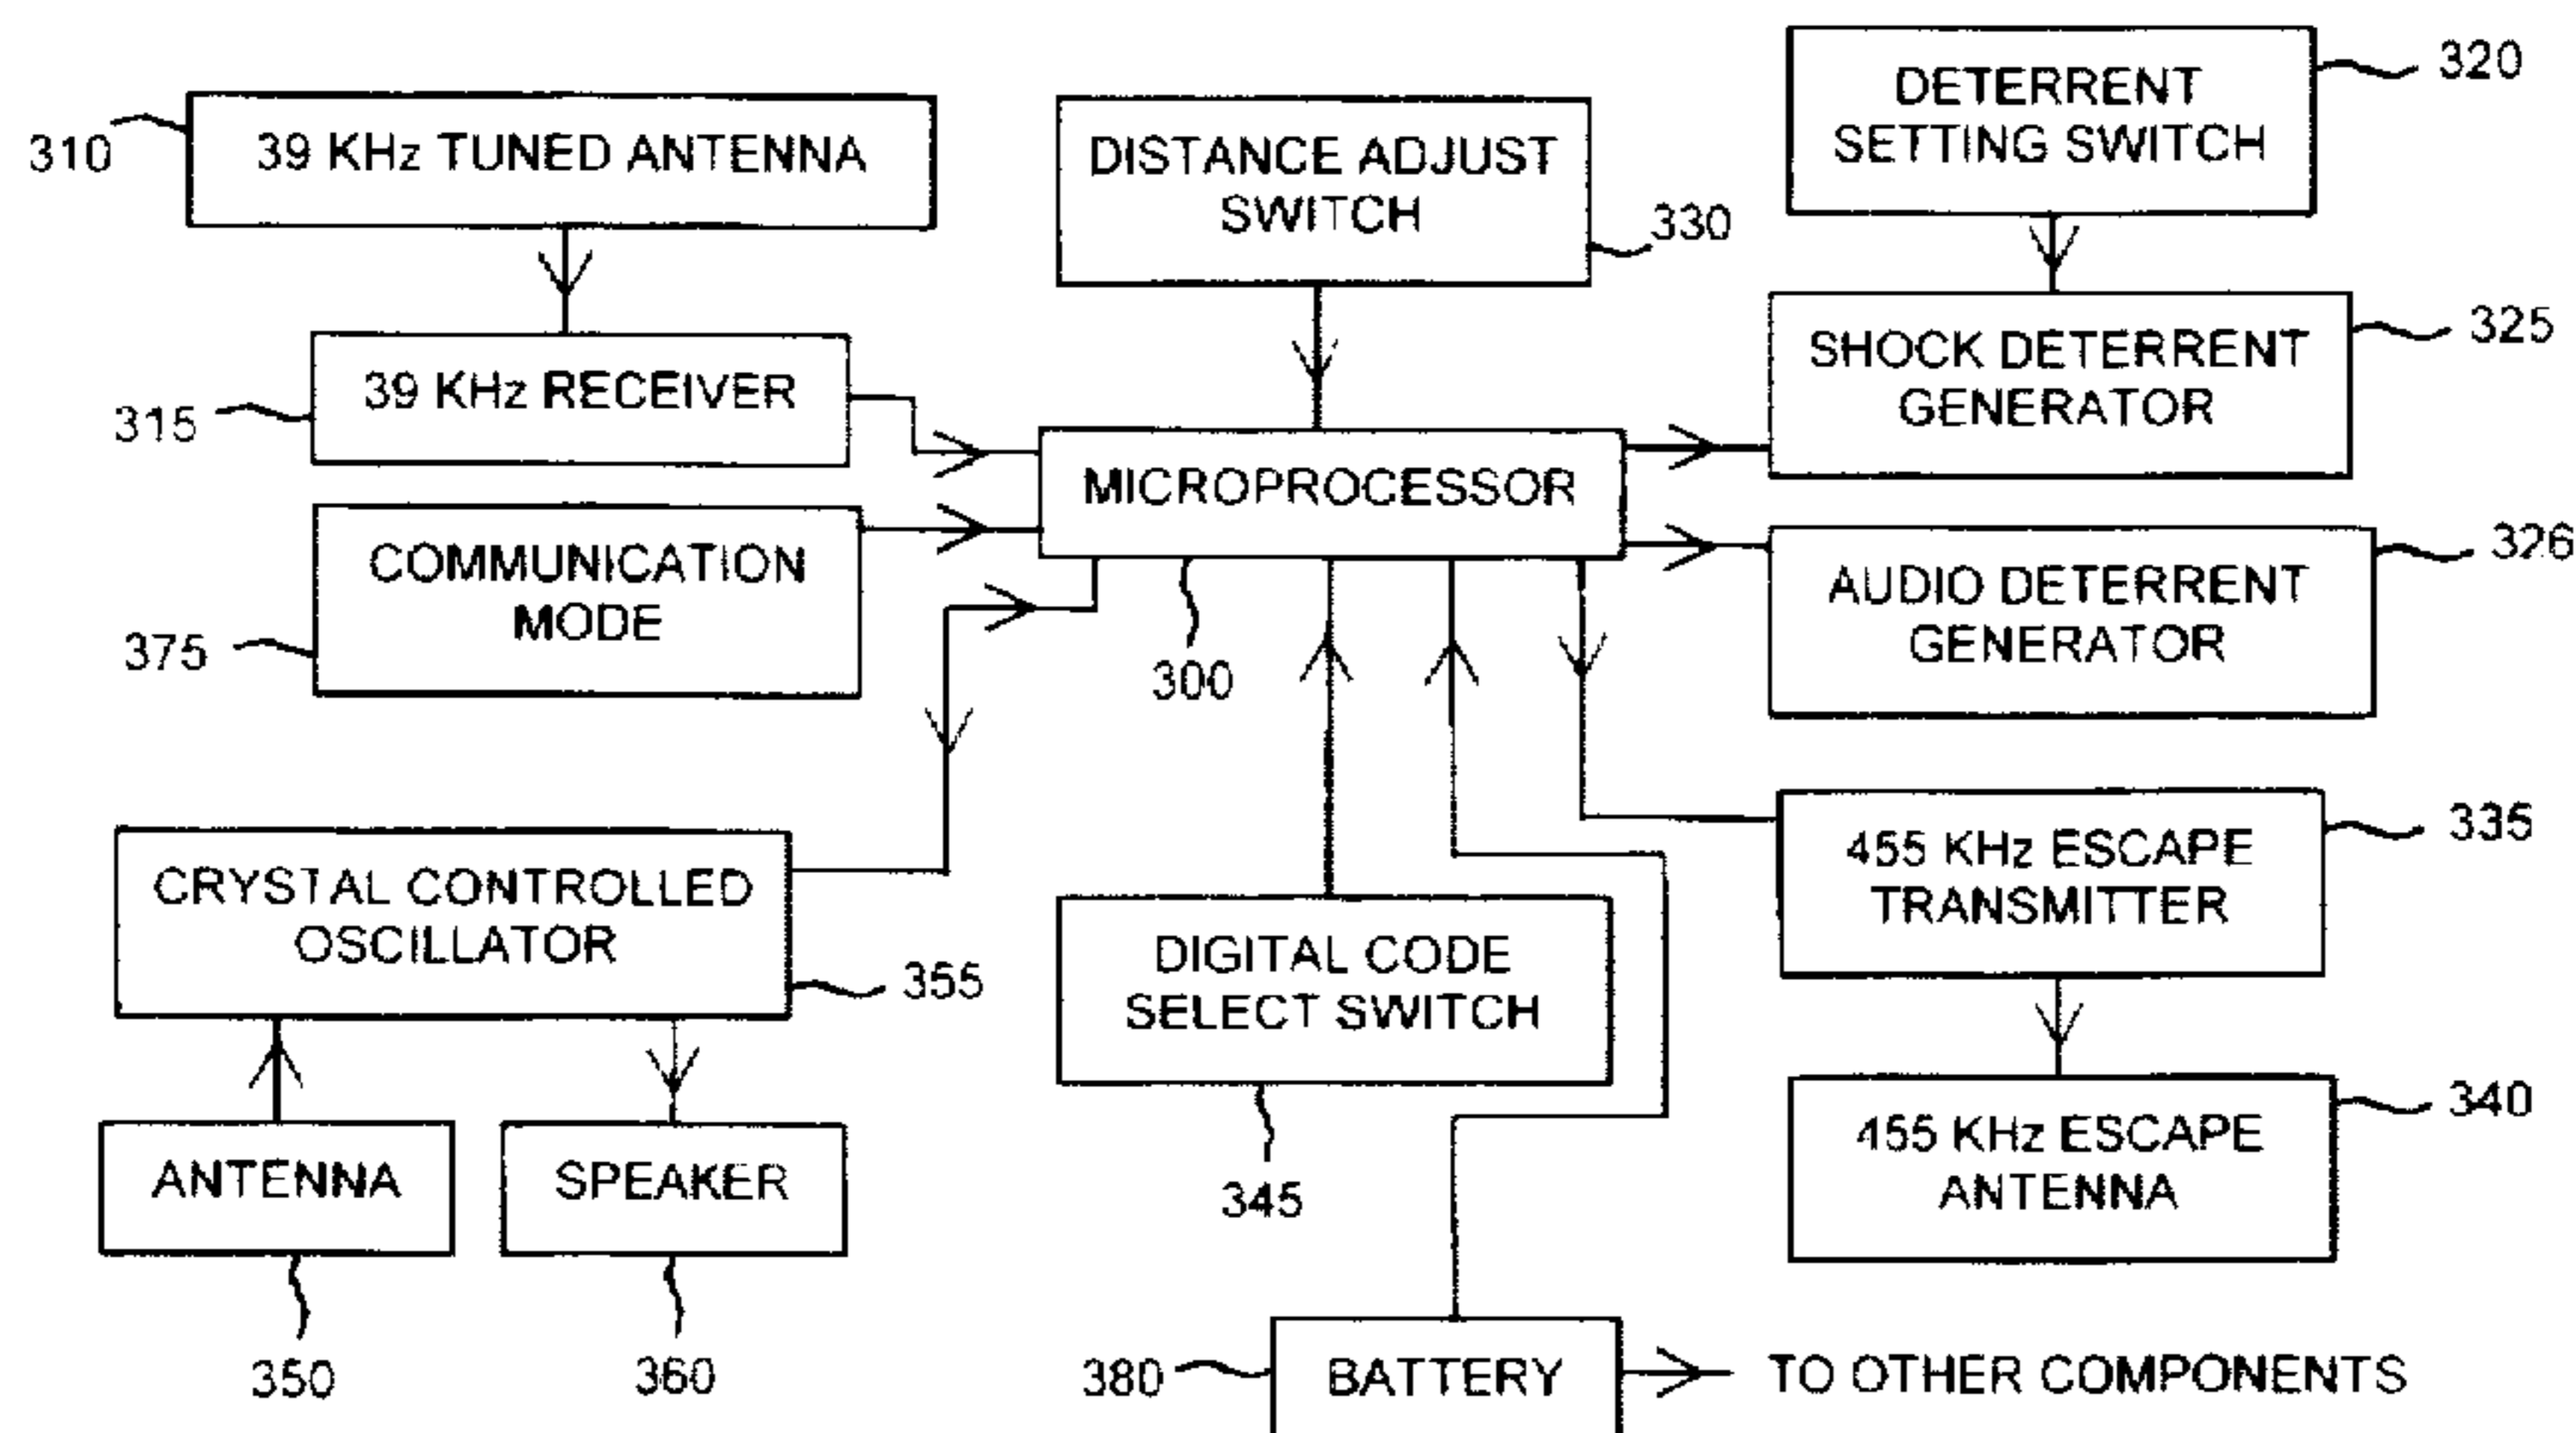 310
39 KHz TUNED ANTENNA
DISTANCE ADJUST
SWITCH
330
DETERRENT
SETTING SWITCH
320
315
39 KHz RECEIVER
SHOCK DETERRENT
GENERATOR
325
375
COMMUNICATION
MODE
MICROPROCESSOR
300
AUDIO DETERRENT
GENERATOR
326
CRYSTAL CONTROLLED
OSCILLATOR
355
DIGITAL CODE
SELECT SWITCH
345
455 KHz ESCAPE
TRANSMITTER
335
455 KHz ESCAPE
ANTENNA
340
ANTENNA
350
SPEAKER
360
380
BATTERY
TO OTHER COMPONENTS